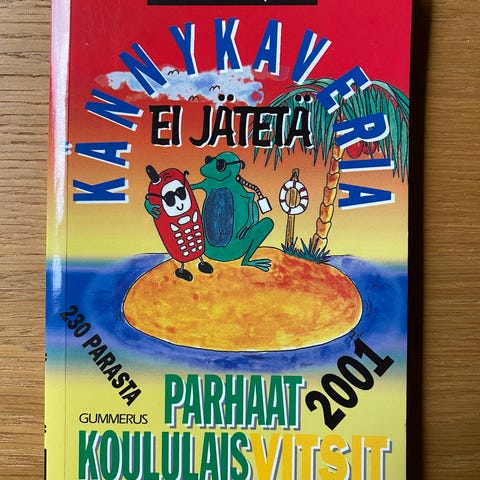 KÄNNYKAVERIA
EI JÄTETÄ
230 PARASTA
GUMMERUS
PARHAAT
2001
KOULULAISVITSIT